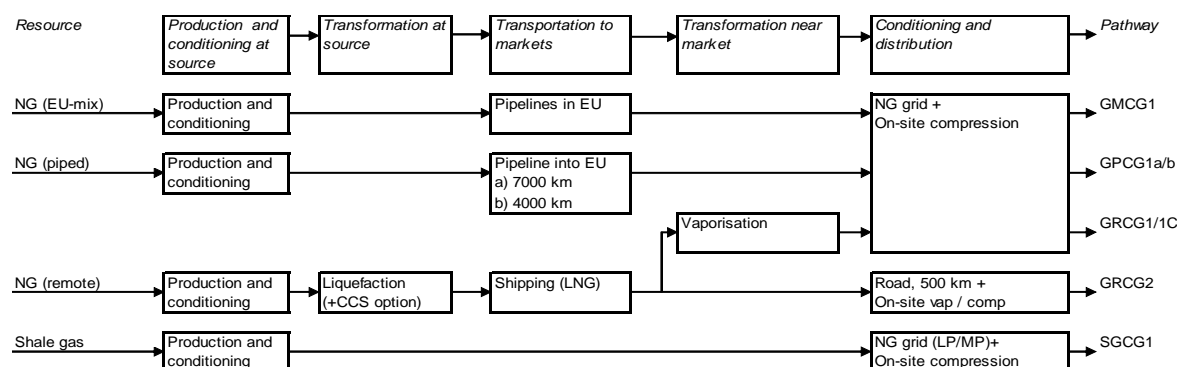 Resource
Production and
conditioning at
source
Transformation at
source
Transportation to
markets
Transformation near
market
Conditioning and
distribution
Pathway
NG (EU-mix)
Production and
conditioning
Pipelines in EU
NG grid +
On-site compression
GMCG1
NG (piped)
Production and
conditioning
Pipeline into EU
a) 7000 km
b) 4000 km
GPCG1a/b
Vaporisation
GRCG1/1C
NG (remote)
Production and
conditioning
Liquefaction
(+CCS option)
Shipping (LNG)
Road, 500 km +
On-site vap / comp
GRCG2
Shale gas
Production and
conditioning
NG grid (LP/MP)+
On-site compression
SGCG1